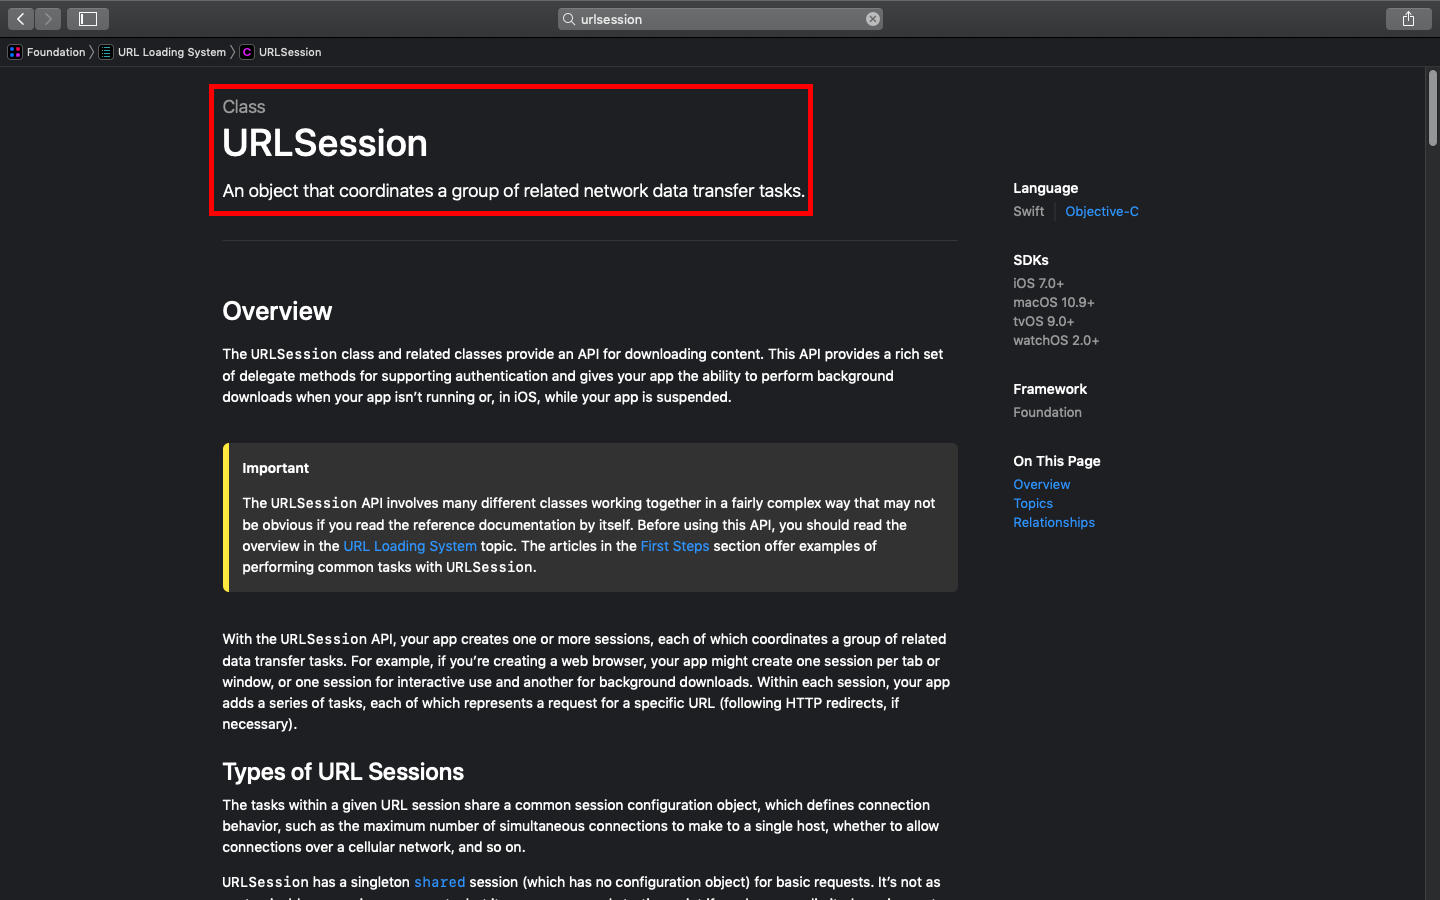 urlsession
Foundation URL Loading System C URLSession
Class
URLSession
An object that coordinates a group of related network data transfer tasks.
Language
Swift Objective-C
SDKs
iOS 7.0+
macOS 10.9+
tvOS 9.0+
watchOS 2.0+
Framework
Foundation
On This Page
Overview
Topics
Relationships
Overview
The URLSession class and related classes provide an API for downloading content. This API provides a rich set
of delegate methods for supporting authentication and gives your app the ability to perform background
downloads when your app isn’t running or, in iOS, while your app is suspended.
Important
The URLSession API involves many different classes working together in a fairly complex way that may not
be obvious if you read the reference documentation by itself. Before using this API, you should read the
overview in the URL Loading System topic. The articles in the First Steps section offer examples of
performing common tasks with URLSession.
With the URLSession API, your app creates one or more sessions, each of which coordinates a group of related
data transfer tasks. For example, if you’re creating a web browser, your app might create one session per tab or
window, or one session for interactive use and another for background downloads. Within each session, your app
adds a series of tasks, each of which represents a request for a specific URL (following HTTP redirects, if
necessary).
Types of URL Sessions
The tasks within a given URL session share a common session configuration object, which defines connection
behavior, such as the maximum number of simultaneous connections to make to a single host, whether to allow
connections over a cellular network, and so on.
URLSession has a singleton shared session (which has no configuration object) for basic requests. It’s not as